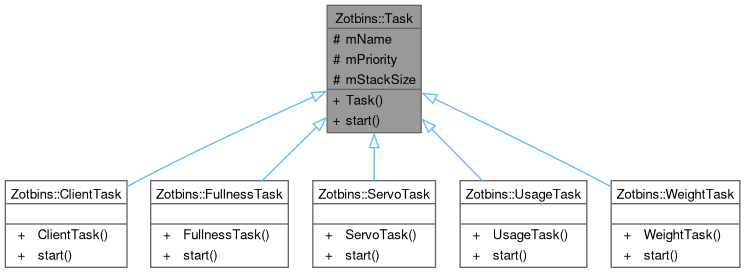 Zotbins::Task
# mName
# mPriority
# mStackSize
+ Task()
+ start()
Zotbins::ClientTask
+ ClientTask()
+ start()
Zotbins::FullnessTask
+ FullnessTask()
+ start()
Zotbins::ServoTask
+ ServoTask()
+ start()
Zotbins::UsageTask
+ UsageTask()
+ start()
Zotbins::WeightTask
+ WeightTask()
+ start()